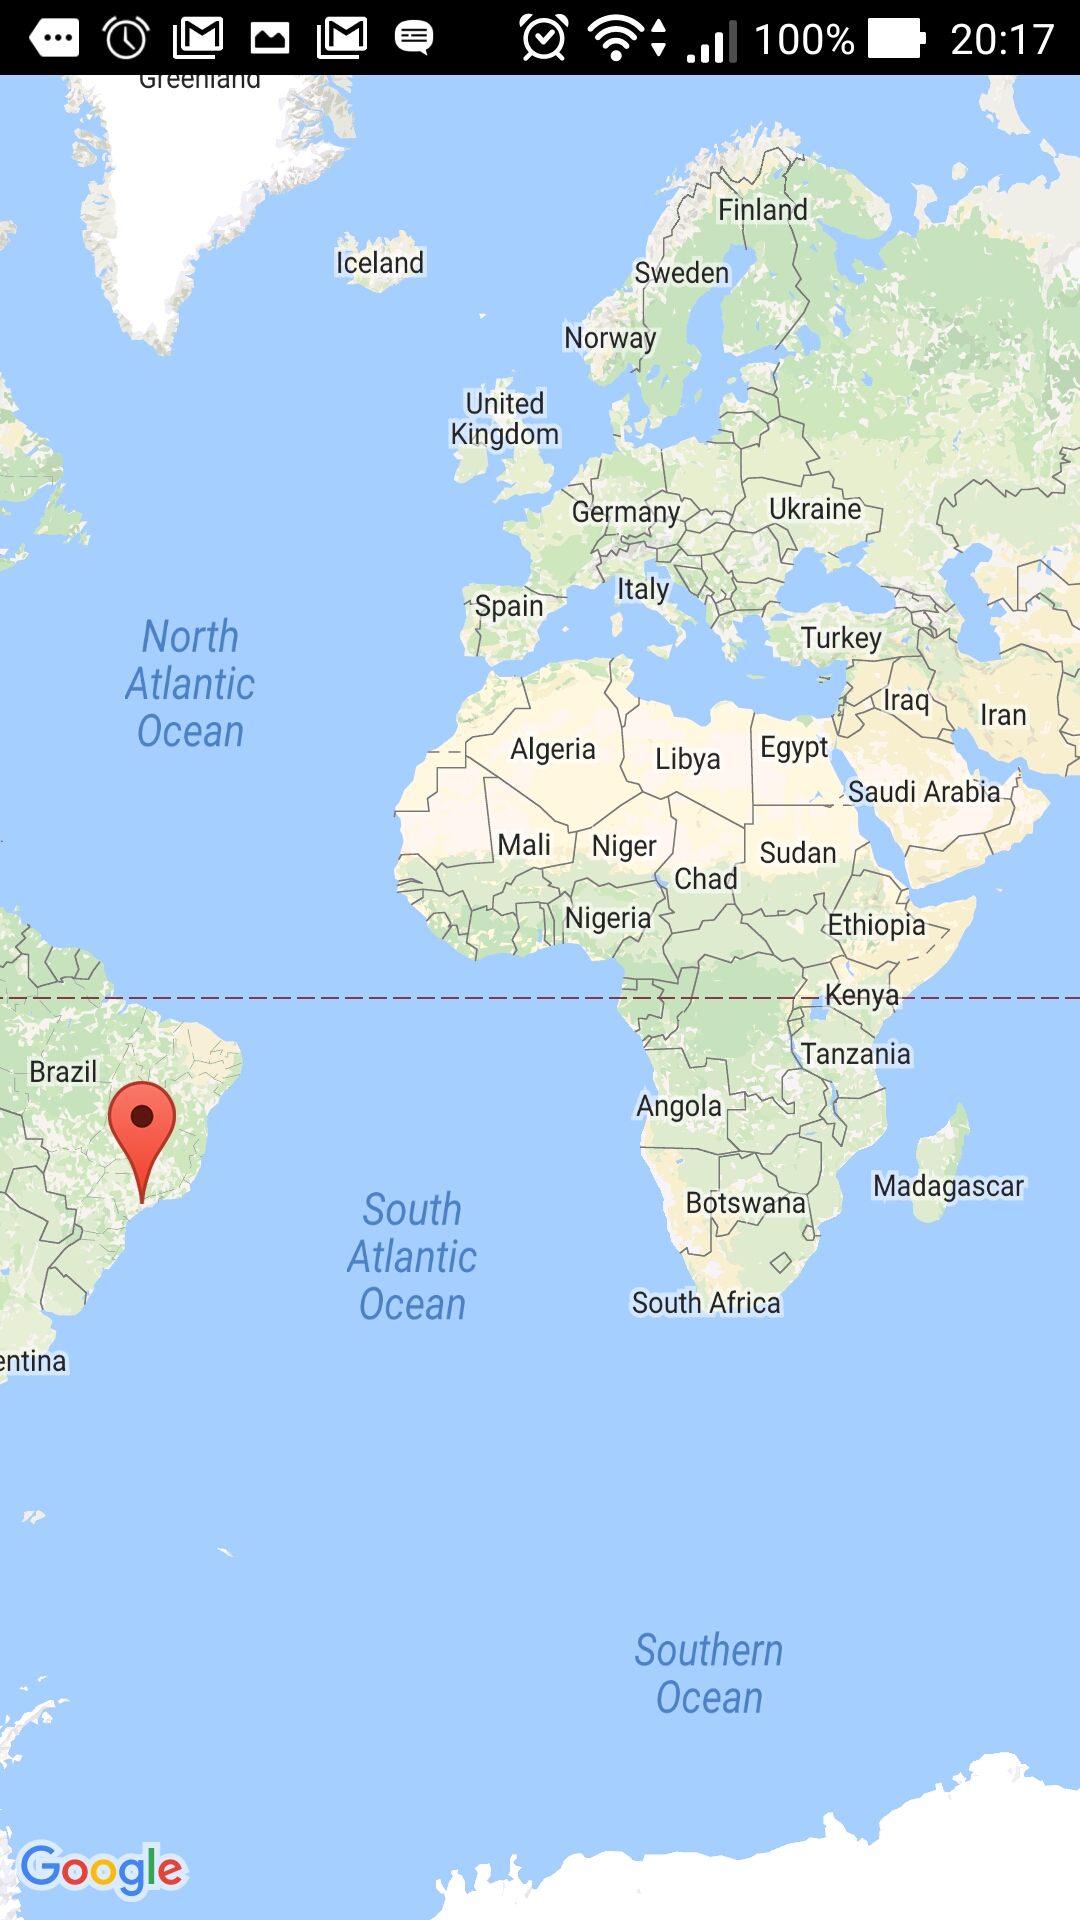 100% 20:17
Greenland
Finland
Iceland
Sweden
Norway
United
Kingdom
Germany
Ukraine
Italy
Spain
North
Atlantic
Ocean
Turkey
Iraq
Iran
Algeria
Libya
Egypt
Saudi Arabia
Mali
Niger
Sudan
Chad
Nigeria
Ethiopia
Kenya
Brazil
Tanzania
Angola
Madagascar
Botswana
South
Atlantic
Ocean
South Africa
entina
Southern
Ocean
Google